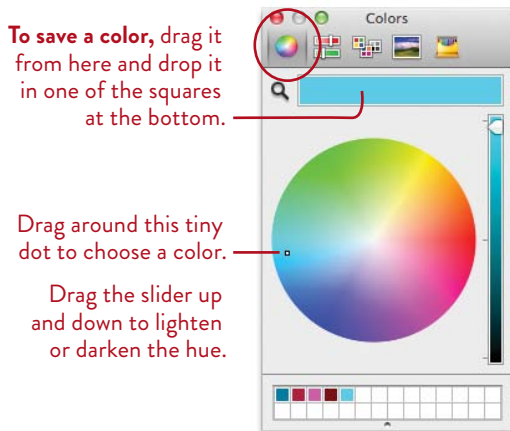 Colors
To save a color, drag it
from here and drop it
in one of the squares
at the bottom.
Drag around this tiny
dot to choose a color.
Drag the slider up
and down to lighten
or darken the hue.